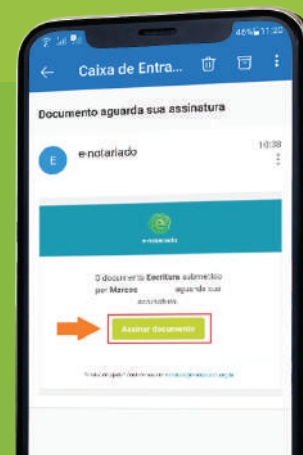 46% 11:20
Caixa de Entra...
Documento aguarda sua assinatura
E
e-notariado
10:38
e-notariado
O documento Escritura submetido
por Marcos aguarda sua
assinatura.
Assinar documento